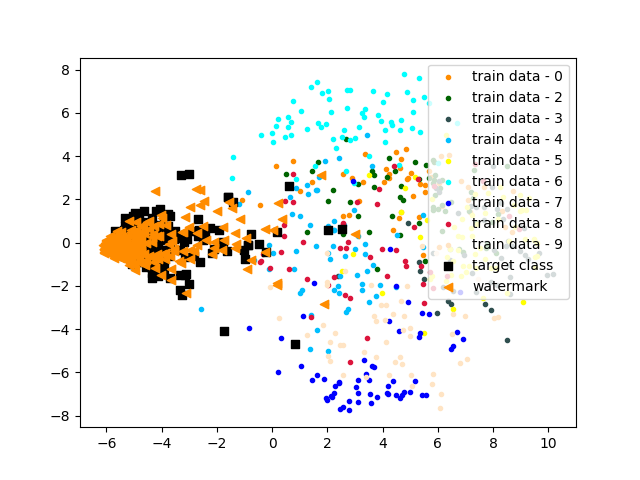 8
6
4
2
0
−2
−4
−6
−8
−6
−4
−2
0
2
4
6
8
10
train data - 0
train data - 2
train data - 3
train data - 4
train data - 5
train data - 6
train data - 7
train data - 8
train data - 9
target class
watermark